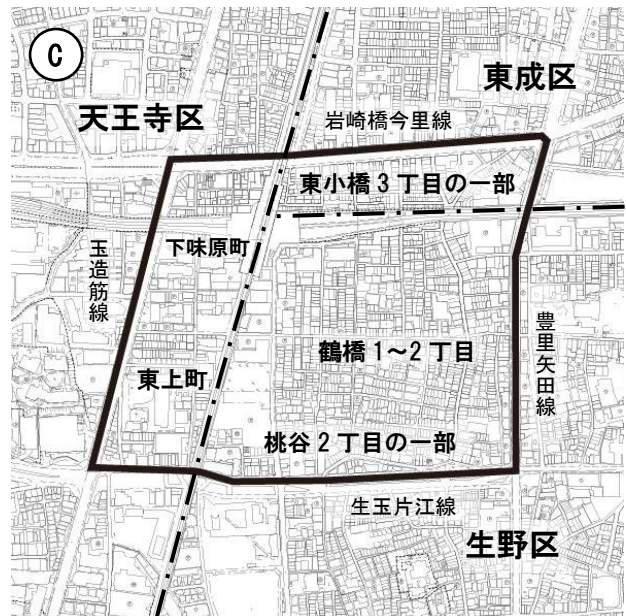 C
東成区
天王寺区
岩崎橋今里線
東小橋3丁目の一部
下味原町
玉造筋線
豊里矢田線
鶴橋1~2丁目
東上町
桃谷2丁目の一部
生玉片江線
生野区